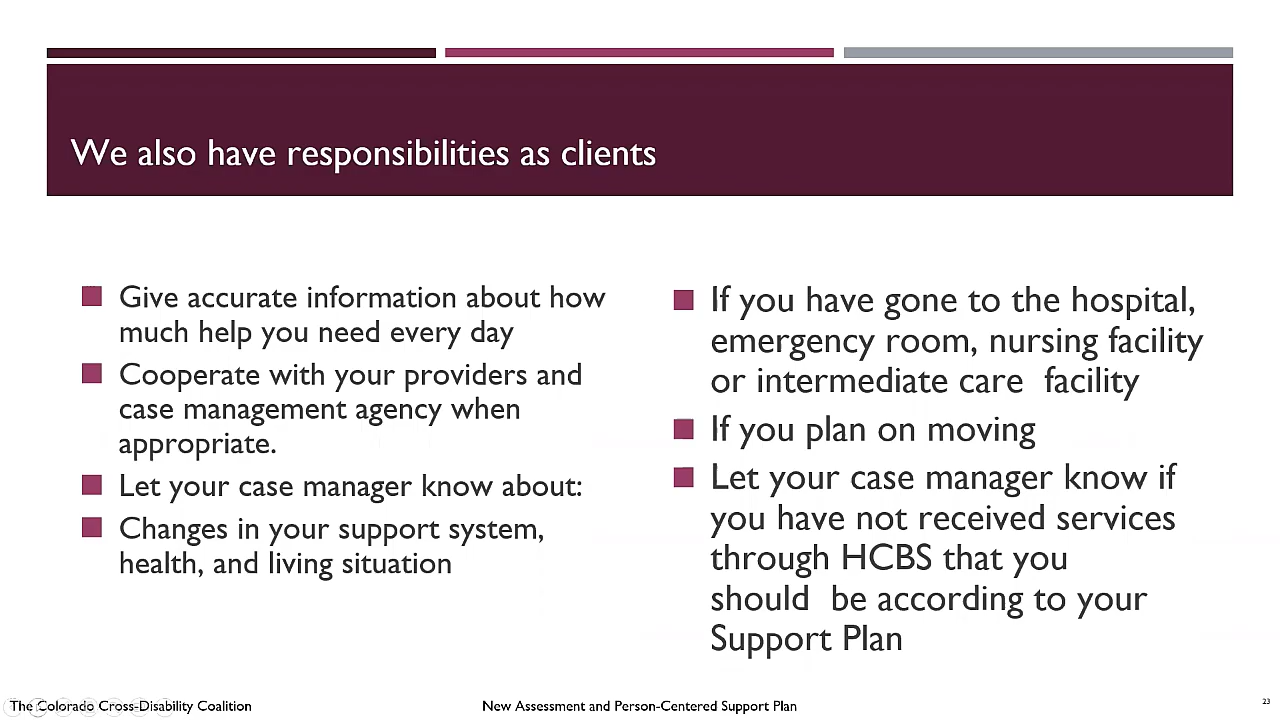 We also have responsibilities as clients
Give accurate information about how
much help you need every day
Cooperate with your providers and
case management agency when
appropriate.
Let your case manager know about:
Changes in your support system,
health, and living situation
If you have gone to the hospital,
emergency room, nursing facility
or intermediate care  facility
If you plan on moving
Let your case manager know if
you have not received services
through HCBS that you
should  be according to your
Support Plan
The Colorado Cross-Disability Coalition
New Assessment and Person-Centered Support Plan
23